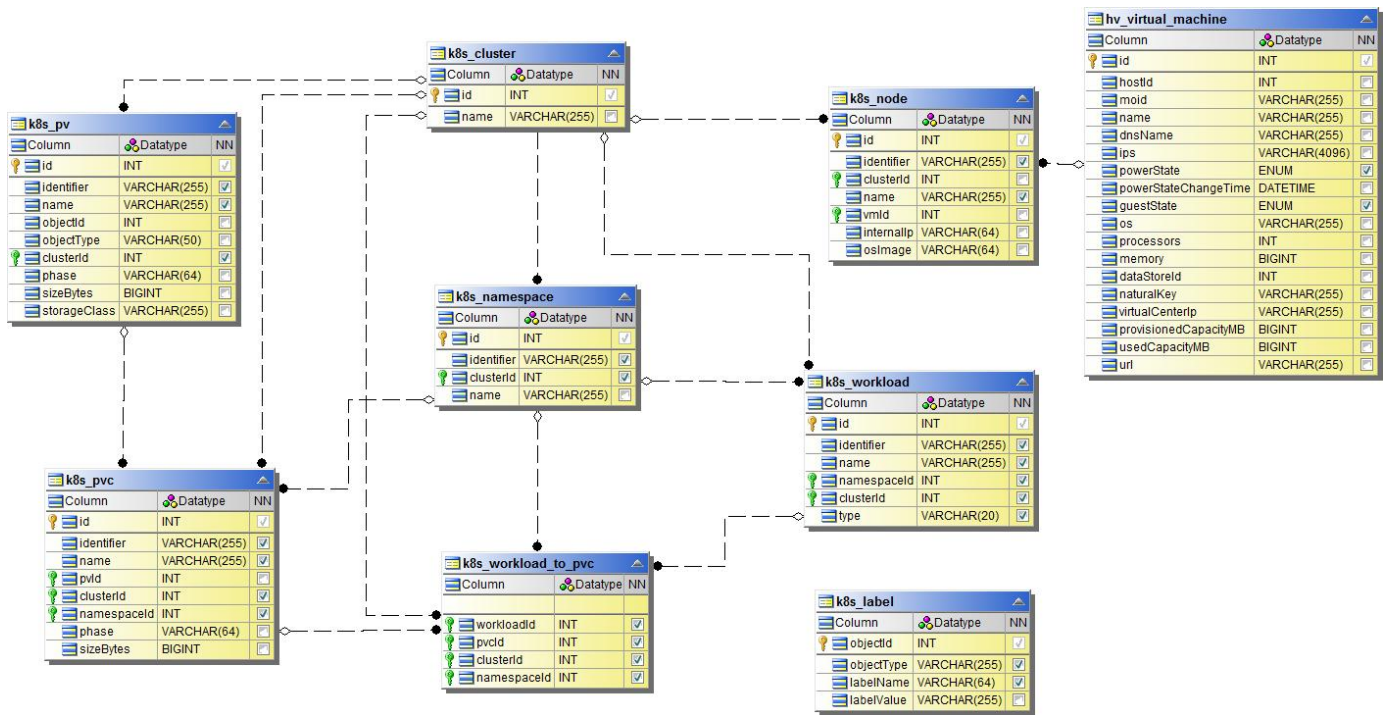 k8s_cluster
Column Datatype NN
id INT
name VARCHAR(255)
k8s_pv
Column Datatype NN
id INT
identifier VARCHAR(255)
name VARCHAR(255)
objectId INT
objectType VARCHAR(50)
clusterId INT
phase VARCHAR(64)
sizeBytes BIGINT
storageClass VARCHAR(255)
k8s_node
Column Datatype NN
id INT
identifier VARCHAR(255)
clusterId INT
name VARCHAR(255)
vmId INT
internalIp VARCHAR(64)
osImage VARCHAR(64)
hv_virtual_machine
Column Datatype NN
id INT
hostId INT
moid VARCHAR(255)
name VARCHAR(255)
dnsName VARCHAR(255)
ips VARCHAR(4096)
powerState ENUM
powerStateChangeTime DATETIME
guestState ENUM
os VARCHAR(255)
processors INT
memory BIGINT
dataStoreId INT
naturalKey VARCHAR(255)
virtualCenterIp VARCHAR(255)
provisionedCapacityMB BIGINT
usedCapacityMB BIGINT
url VARCHAR(255)
k8s_namespace
Column Datatype NN
id INT
identifier VARCHAR(255)
clusterId INT
name VARCHAR(255)
k8s_workload
Column Datatype NN
id INT
identifier VARCHAR(255)
name VARCHAR(255)
namespaceId INT
clusterId INT
type VARCHAR(20)
k8s_pvc
Column Datatype NN
id INT
identifier VARCHAR(255)
name VARCHAR(255)
pvId INT
clusterId INT
namespaceId INT
phase VARCHAR(64)
sizeBytes BIGINT
k8s_workload_to_pvc
Column Datatype NN
workloadId INT
pvcId INT
clusterId INT
namespaceId INT
k8s_label
Column Datatype NN
objectId INT
objectType VARCHAR(255)
labelName VARCHAR(64)
labelValue VARCHAR(255)